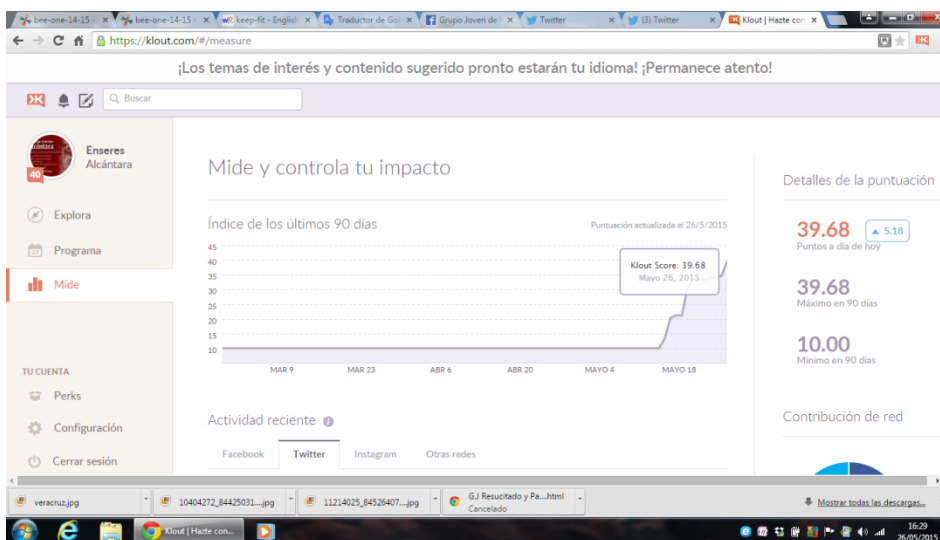 bee-one-14-15
bee-one-14-15
keep-fit - English
Traductor de Goo
Grupo Joven de
Twitter
(3) Twitter
Klout | Hazte con
https://klout.com/#/measure
¡Los temas de interés y contenido sugerido pronto estarán tu idioma! ¡Permanece atento!
Buscar
Enseres
Alcántara
40
Explora
Programa
Mide
TU CUENTA
Perks
Configuración
Cerrar sesión
Mide y controla tu impacto
Índice de los últimos 90 días
Puntuación actualizada el 26/5/2015
45
40
35
30
25
20
15
10
Klout Score: 39.68
Mayo 26, 2015
MAR 9 MAR 23 ABR 6 ABR 20 MAYO 4 MAYO 18
Actividad reciente
Facebook Twitter Instagram Otras redes
Detalles de la puntuación
39.68 5.18
Puntos a día de hoy
39.68
Máximo en 90 días
10.00
Mínimo en 90 días
Contribución de red
veracruz.jpg
10404272_84425031....jpg
11214025_84526407....jpg
GJ Resucitado y Pa....html
Cancelado
Mostrar todas las descargas...
Klout | Hazte con...
16:29
26/05/2015